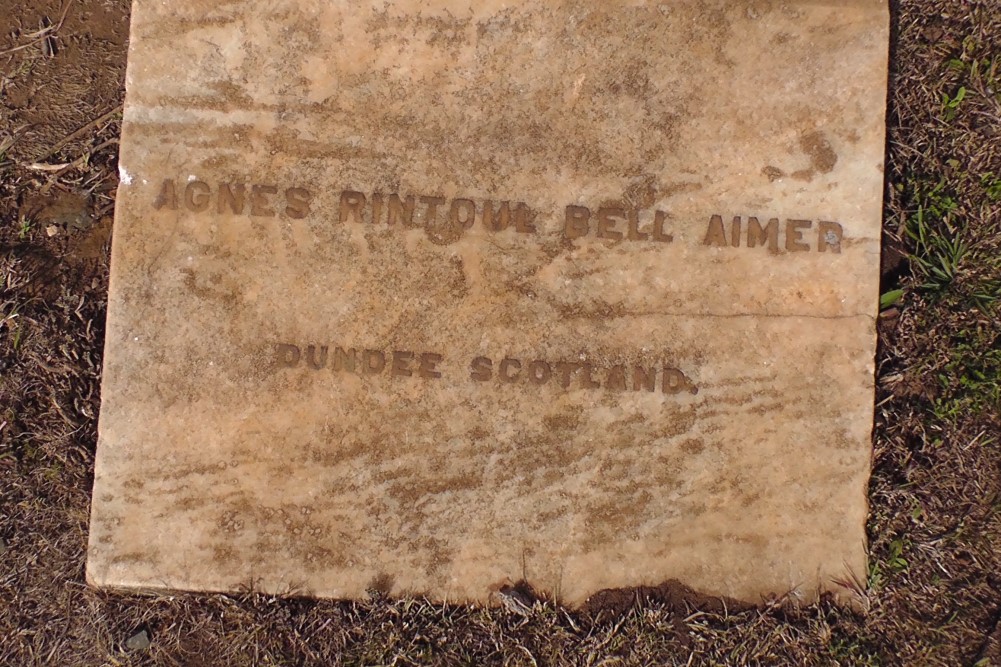 AGNES RINTOUL BELL AIMER
DUNDEE SCOTLAND.